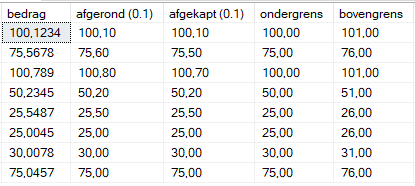 bedrag afgerond (0.1) afgekapt (0.1) ondergrens bovengrens
100,1234 100,10 100,10 100,00 101,00
75,5678 75,60 75,50 75,00 76,00
100,789 100,80 100,70 100,00 101,00
50,2345 50,20 50,20 50,00 51,00
25,5487 25,50 25,50 25,00 26,00
25,0045 25,00 25,00 25,00 26,00
30,0078 30,00 30,00 30,00 31,00
75,0457 75,00 75,00 75,00 76,00